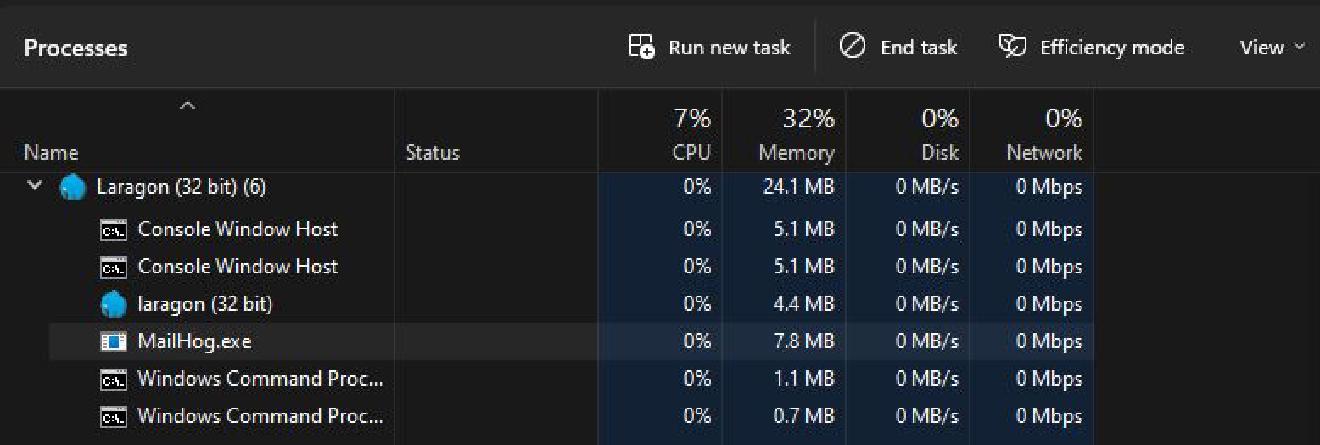 Processes Run new task End task Efficiency mode View
7% 32% 0% 0%
Name Status CPU Memory Disk Network
Laragon (32 bit) (6) 0% 24.1 MB 0 MB/s 0 Mbps
Console Window Host 0% 5.1 MB 0 MB/s 0 Mbps
Console Window Host 0% 5.1 MB 0 MB/s 0 Mbps
laragon (32 bit) 0% 4.4 MB 0 MB/s 0 Mbps
MailHog.exe 0% 7.8 MB 0 MB/s 0 Mbps
Windows Command Proc... 0% 1.1 MB 0 MB/s 0 Mbps
Windows Command Proc... 0% 0.7 MB 0 MB/s 0 Mbps